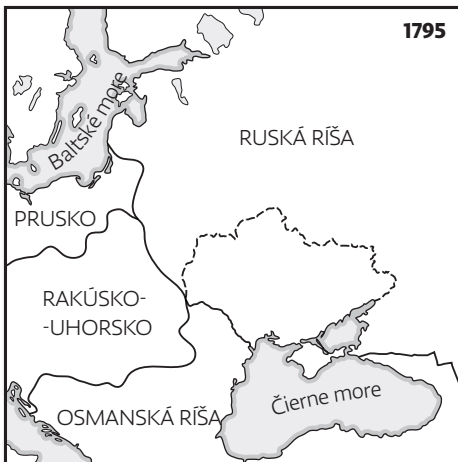 1795
Baltské more
RUSKÁ RÍŠA
PRUSKO
RAKÚSKO-
-UHORSKO
Čierne more
OSMANSKÁ RÍŠA